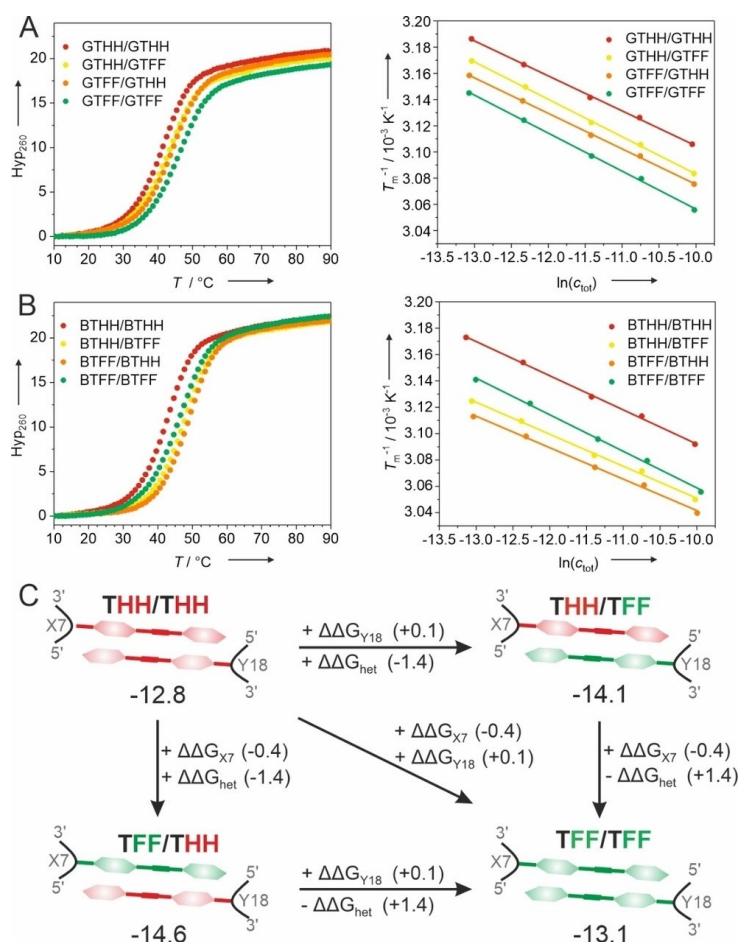 A
GTHH/GTHH
GTHH/GTFF
GTFF/GTHH
GTFF/GTFF
Hyp260
20
15
10
5
0
10 20 30 40 50 60 70 80 90
T / °C
3.20
3.18
3.16
3.14
3.12
3.10
3.08
3.06
3.04
Tm-1 / 10-3 K-1
GTHH/GTHH
GTHH/GTFF
GTFF/GTHH
GTFF/GTFF
-13.5 -13.0 -12.5 -12.0 -11.5 -11.0 -10.5 -10.0
ln(ctot)
B
BTHH/BTHH
BTHH/BTFF
BTFF/BTHH
BTFF/BTFF
Hyp260
20
15
10
5
0
10 20 30 40 50 60 70 80 90
T / °C
3.20
3.18
3.16
3.14
3.12
3.10
3.08
3.06
3.04
Tm-1 / 10-3 K-1
BTHH/BTHH
BTHH/BTFF
BTFF/BTHH
BTFF/BTFF
-13.5 -13.0 -12.5 -12.0 -11.5 -11.0 -10.5 -10.0
ln(ctot)
C
THH/THH
3'
X7
5'
5'
Y18
3'
-12.8
+ ΔΔGY18 (+0.1)
+ ΔΔGhet (-1.4)
THH/TFF
3'
X7
5'
5'
Y18
3'
-14.1
+ ΔΔGX7 (-0.4)
+ ΔΔGhet (-1.4)
+ ΔΔGX7 (-0.4)
+ ΔΔGY18 (+0.1)
+ ΔΔGX7 (-0.4)
- ΔΔGhet (+1.4)
TFF/THH
3'
X7
5'
5'
Y18
3'
-14.6
+ ΔΔGY18 (+0.1)
- ΔΔGhet (+1.4)
TFF/TFF
3'
X7
5'
5'
Y18
3'
-13.1